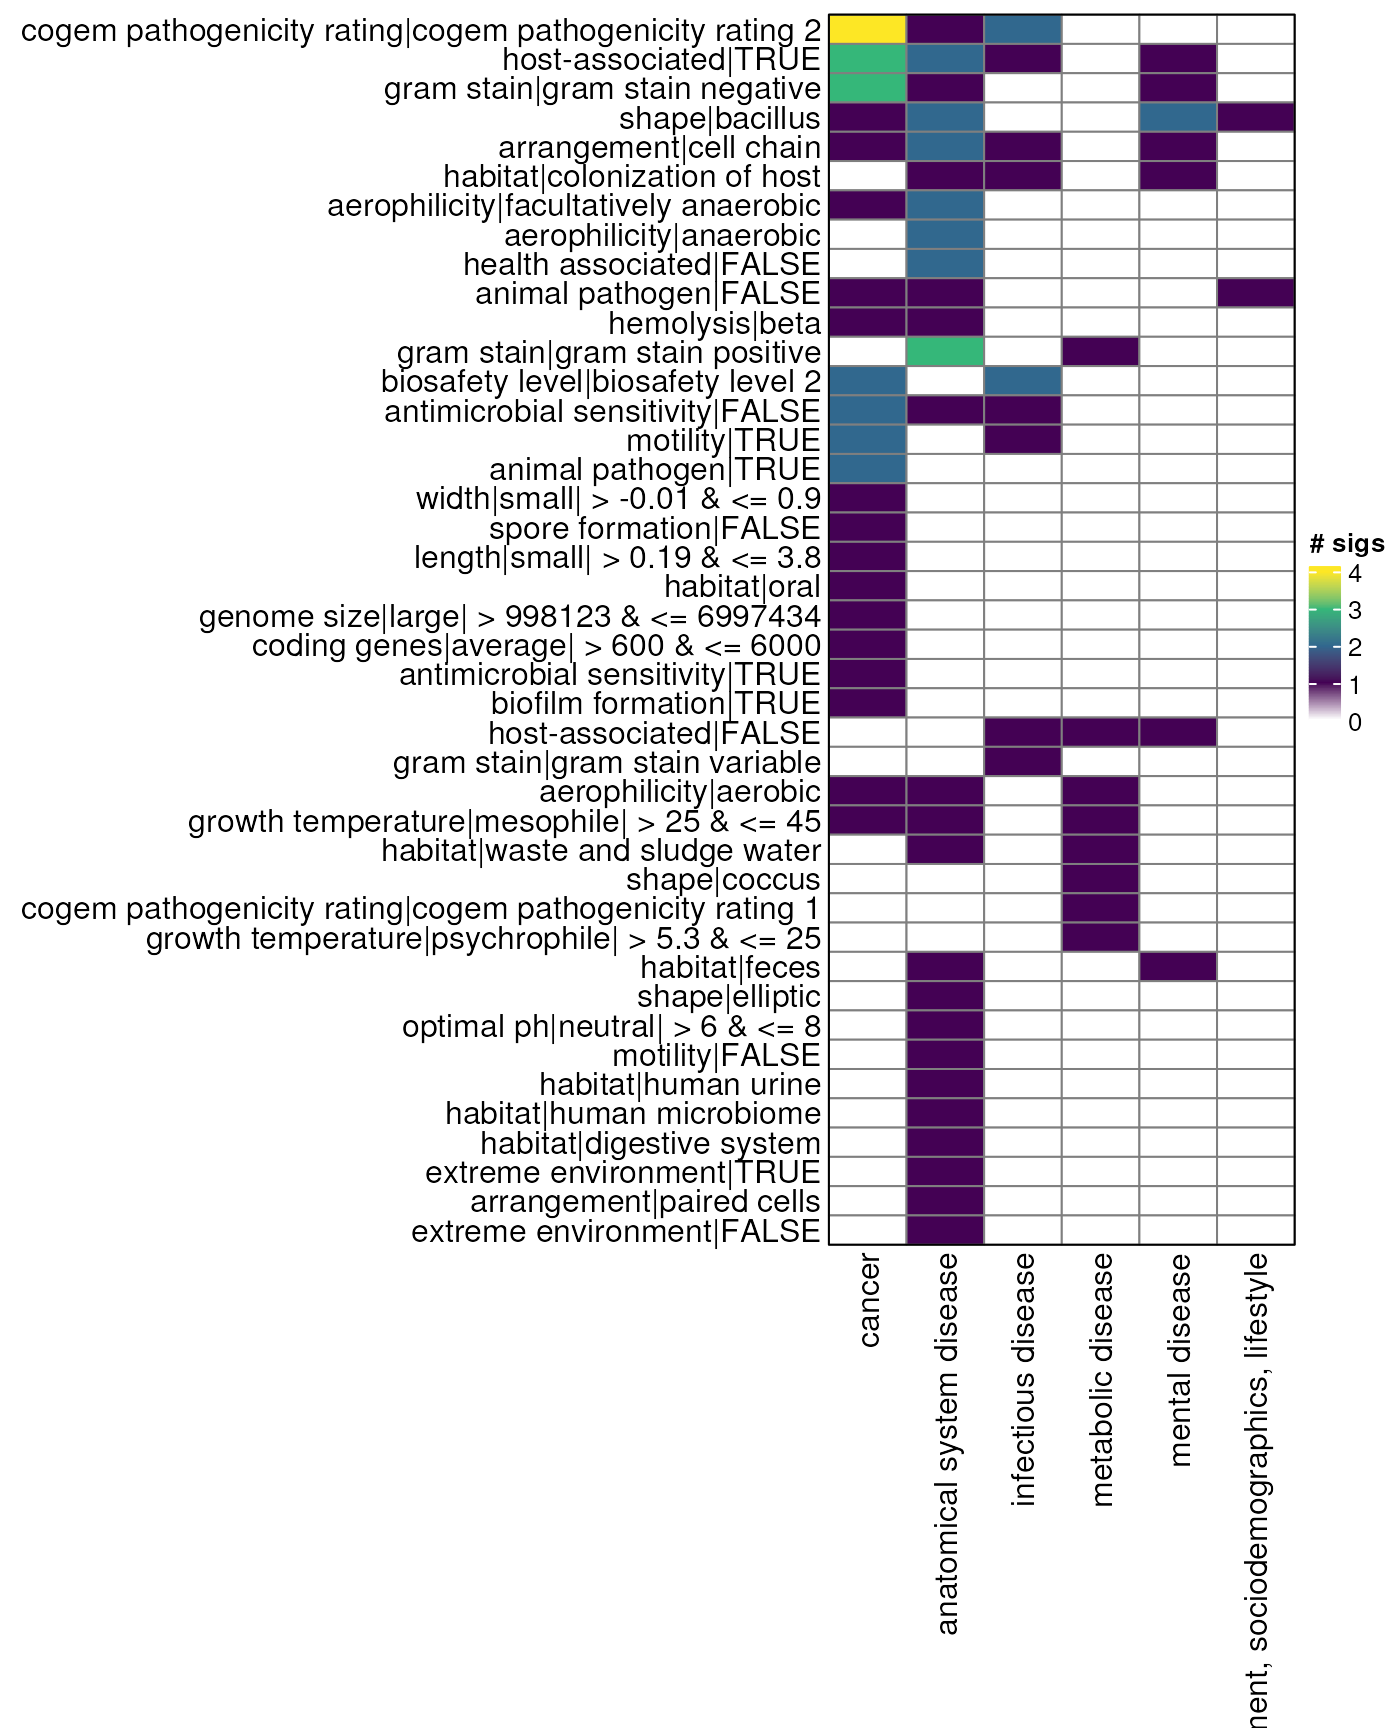 cogem pathogenicity rating|cogem pathogenicity rating 2
host-associated|TRUE
gram stain|gram stain negative
shape|bacillus
arrangement|cell chain
habitat|colonization of host
aerophilicity|facultatively anaerobic
aerophilicity|anaerobic
health associated|FALSE
animal pathogen|FALSE
hemolysis|beta
gram stain|gram stain positive
biosafety level|biosafety level 2
antimicrobial sensitivity|FALSE
motility|TRUE
animal pathogen|TRUE
width|small| > -0.01 & <= 0.9
spore formation|FALSE
length|small| > 0.19 & <= 3.8
habitat|oral
genome size|large| > 998123 & <= 6997434
coding genes|average| > 600 & <= 6000
antimicrobial sensitivity|TRUE
biofilm formation|TRUE
host-associated|FALSE
gram stain|gram stain variable
aerophilicity|aerobic
growth temperature|mesophile| > 25 & <= 45
habitat|waste and sludge water
shape|coccus
cogem pathogenicity rating|cogem pathogenicity rating 1
growth temperature|psychrophile| > 5.3 & <= 25
habitat|feces
shape|elliptic
optimal ph|neutral| > 6 & <= 8
motility|FALSE
habitat|human urine
habitat|human microbiome
habitat|digestive system
extreme environment|TRUE
arrangement|paired cells
extreme environment|FALSE
cancer
anatomical system disease
infectious disease
metabolic disease
mental disease
ment, sociodemographics, lifestyle
# sigs
4
3
2
1
0